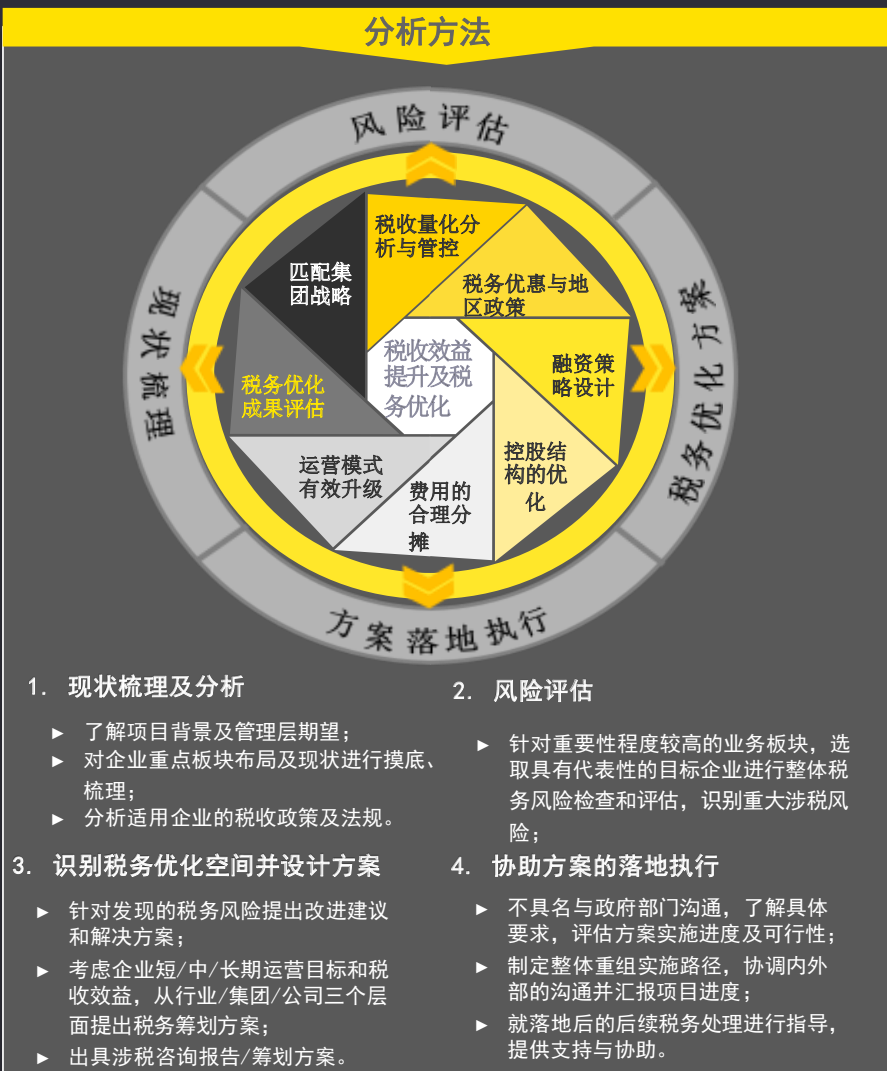 分析方法
风险评估
现状梳理
税务优化方案
方案落地执行
税收量化分
析与管控
税务优惠与地
区政策
融资策
略设计
控股结
构的优
化
费用的
合理分
摊
运营模式
有效升级
税务优化
成果评估
匹配集
团战略
税收效益
提升及税
务优化
1. 现状梳理及分析
► 了解项目背景及管理层期望；
► 对企业重点板块布局及现状进行摸底、
梳理；
► 分析适用企业的税收政策及法规。
2. 风险评估
► 针对重要性程度较高的业务板块，选
取具有代表性的目标企业进行整体税
务风险检查和评估，识别重大涉税风
险；
3. 识别税务优化空间并设计方案
► 针对发现的税务风险提出改进建议
和解决方案；
► 考虑企业短/中/长期运营目标和税
收效益，从行业/集团/公司三个层
面提出税务筹划方案；
► 出具涉税咨询报告/筹划方案。
4. 协助方案的落地执行
► 不具名与政府部门沟通，了解具体
要求，评估方案实施进度及可行性；
► 制定整体重组实施路径，协调内外
部的沟通并汇报项目进度；
► 就落地后的后续税务处理进行指导，
提供支持与协助。